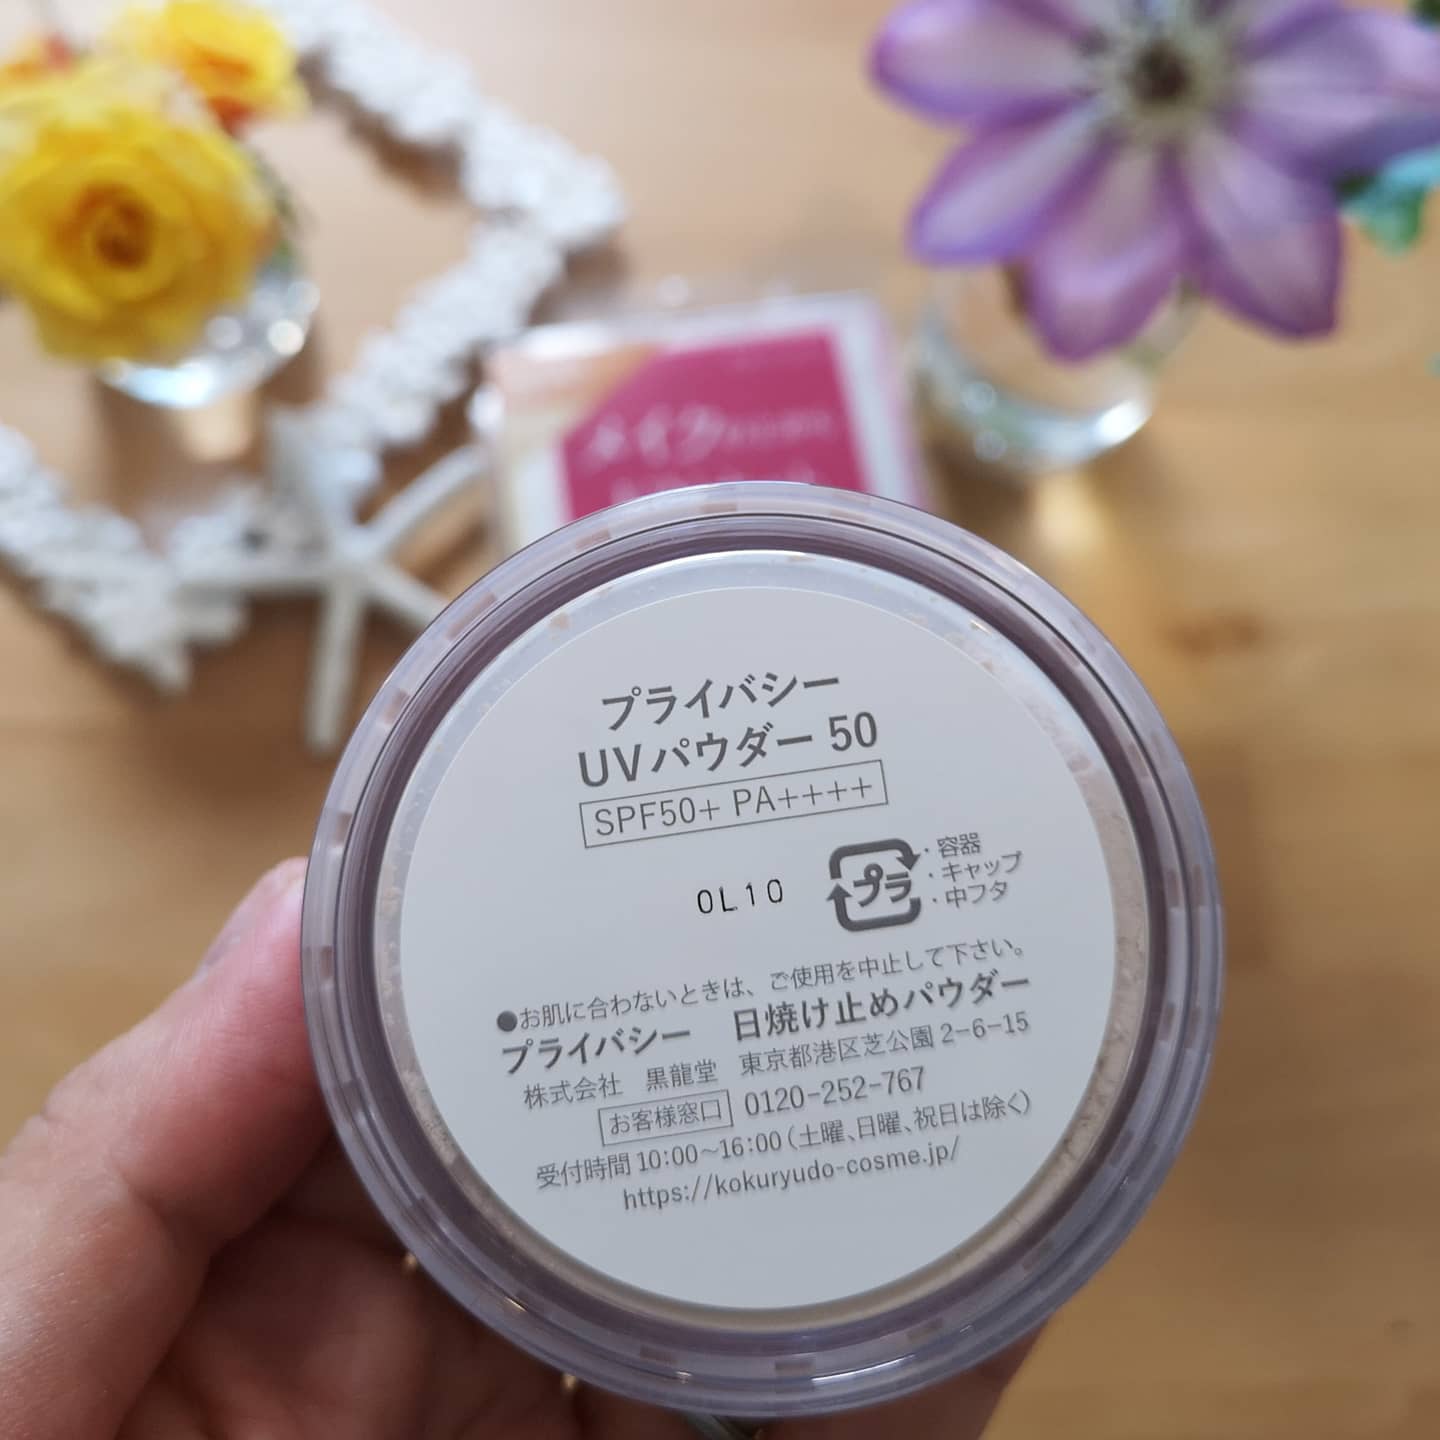 メイク
プライバシー
UVパウダー 50
SPF50+ PA++++
0L10
プラ
・容器
・キャップ
・中フタ
●お肌に合わないときは、ご使用を中止して下さい。
プライバシー 日焼け止めパウダー
株式会社 黒龍堂 東京都港区芝公園 2-6-15
お客様窓口 0120-252-767
受付時間 10:00~16:00(土曜、日曜、祝日は除く)
https://kokuryudo-cosme.jp/